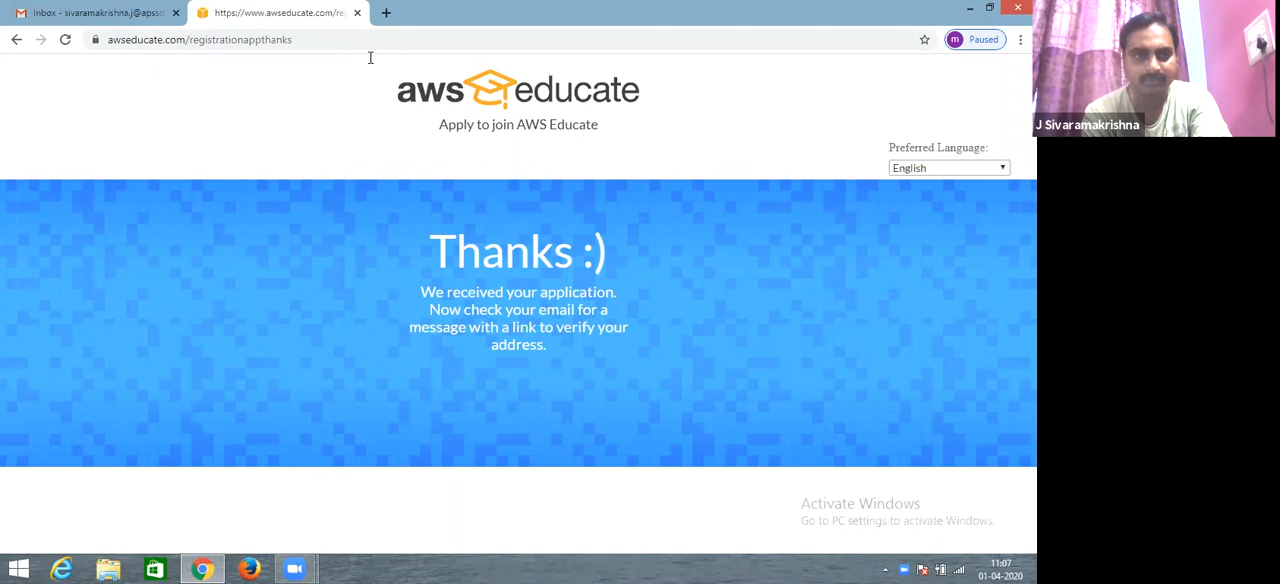 Inbox - sivaramakrishna.j@apssd
https://www.awseducate.com/reg
awseducate.com/registrationappthanks
m
Paused
aws educate
Apply to join AWS Educate
Preferred Language:
English
J Sivaramakrishna
Thanks :)
We received your application.
Now check your email for a
message with a link to verify your
address.
Activate Windows
Go to PC settings to activate Windows.
11:07
01-04-2020